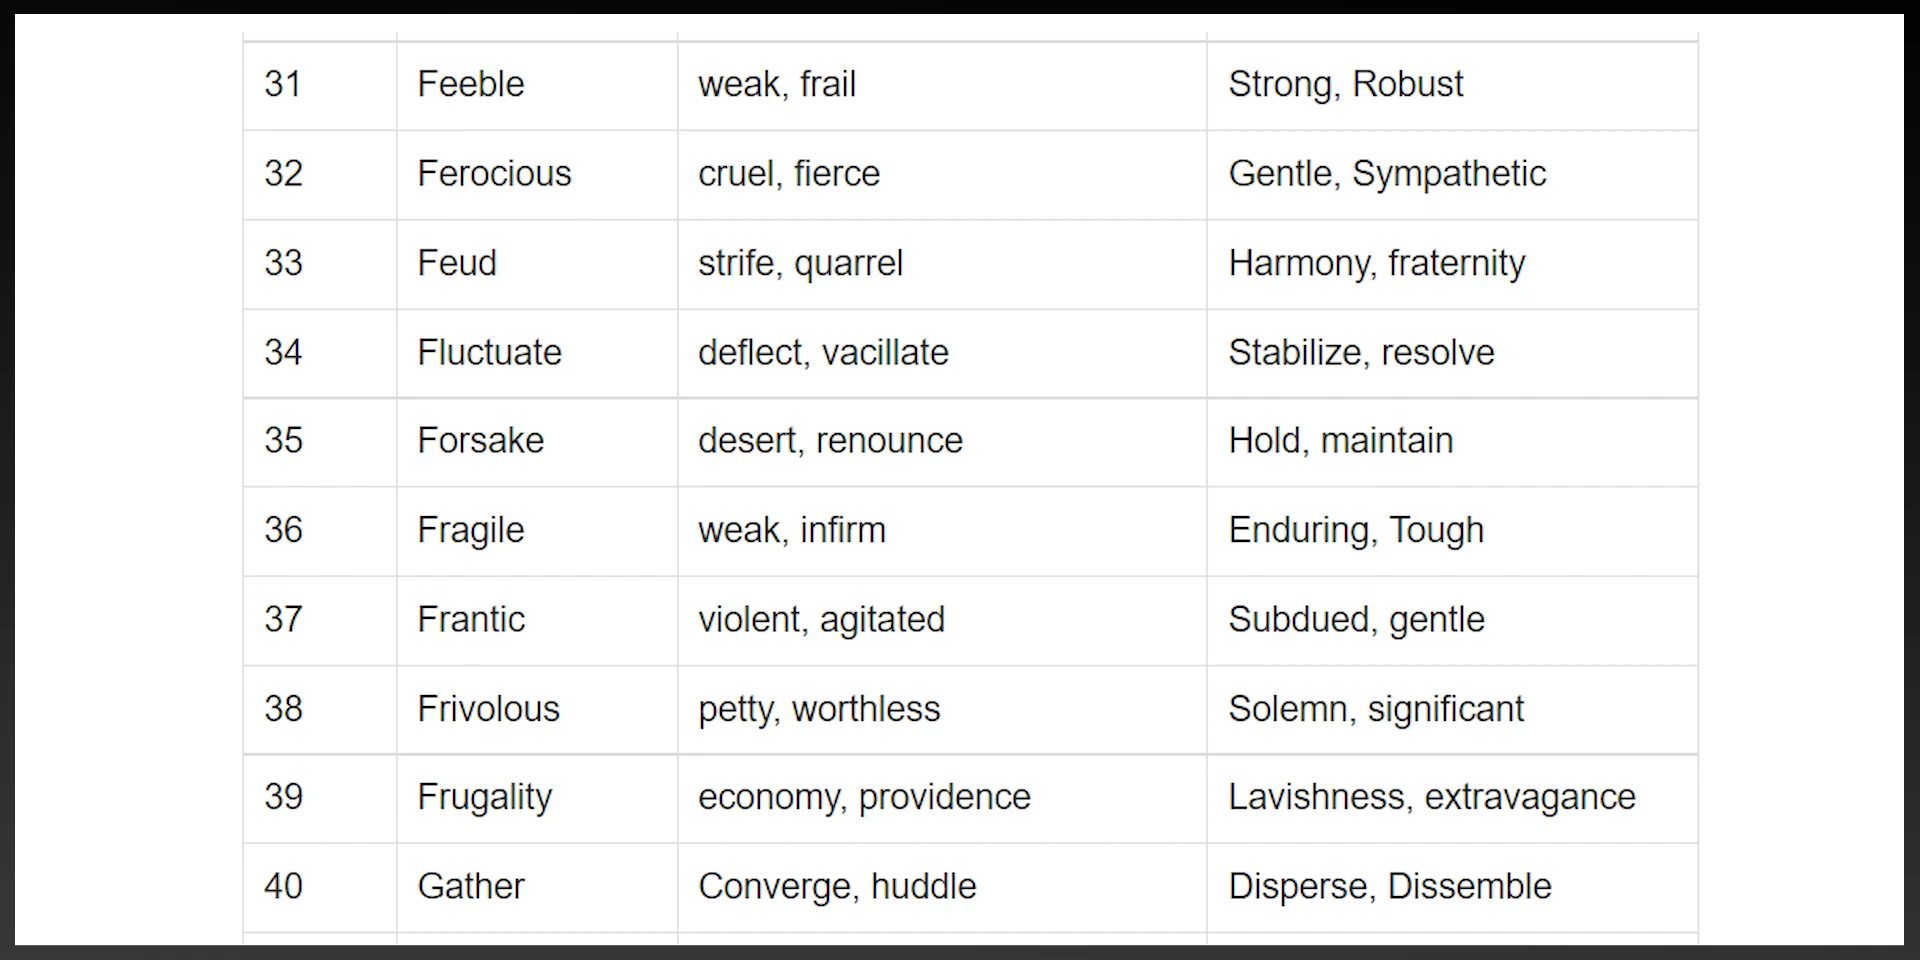 31 Feeble weak, frail Strong, Robust
32 Ferocious cruel, fierce Gentle, Sympathetic
33 Feud strife, quarrel Harmony, fraternity
34 Fluctuate deflect, vacillate Stabilize, resolve
35 Forsake desert, renounce Hold, maintain
36 Fragile weak, infirm Enduring, Tough
37 Frantic violent, agitated Subdued, gentle
38 Frivolous petty, worthless Solemn, significant
39 Frugality economy, providence Lavishness, extravagance
40 Gather Converge, huddle Disperse, Dissemble